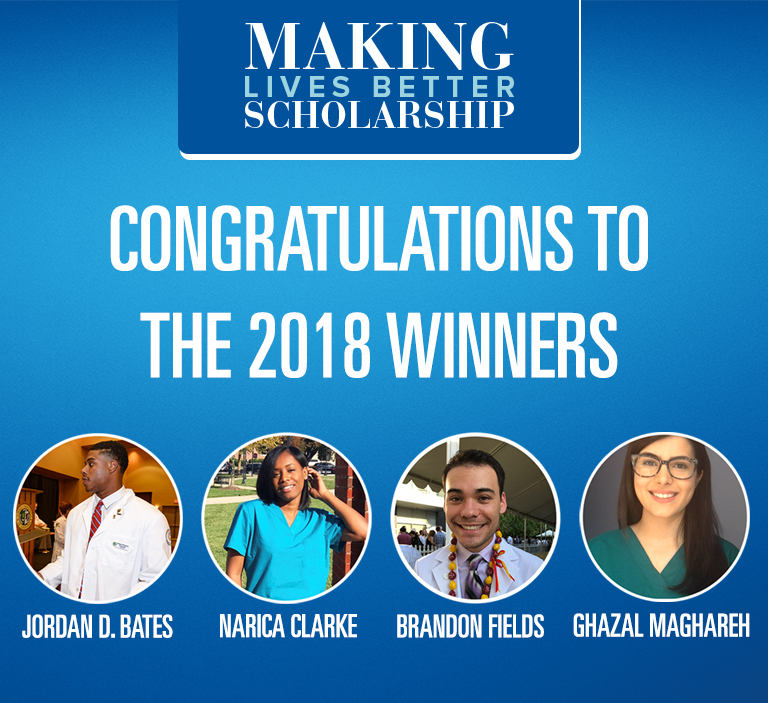 MAKING
LIVES BETTER
SCHOLARSHIP
CONGRATULATIONS TO
THE 2018 WINNERS
JORDAN D. BATES
NARICA CLARKE
BRANDON FIELDS
GHAZAL MAGHAREH